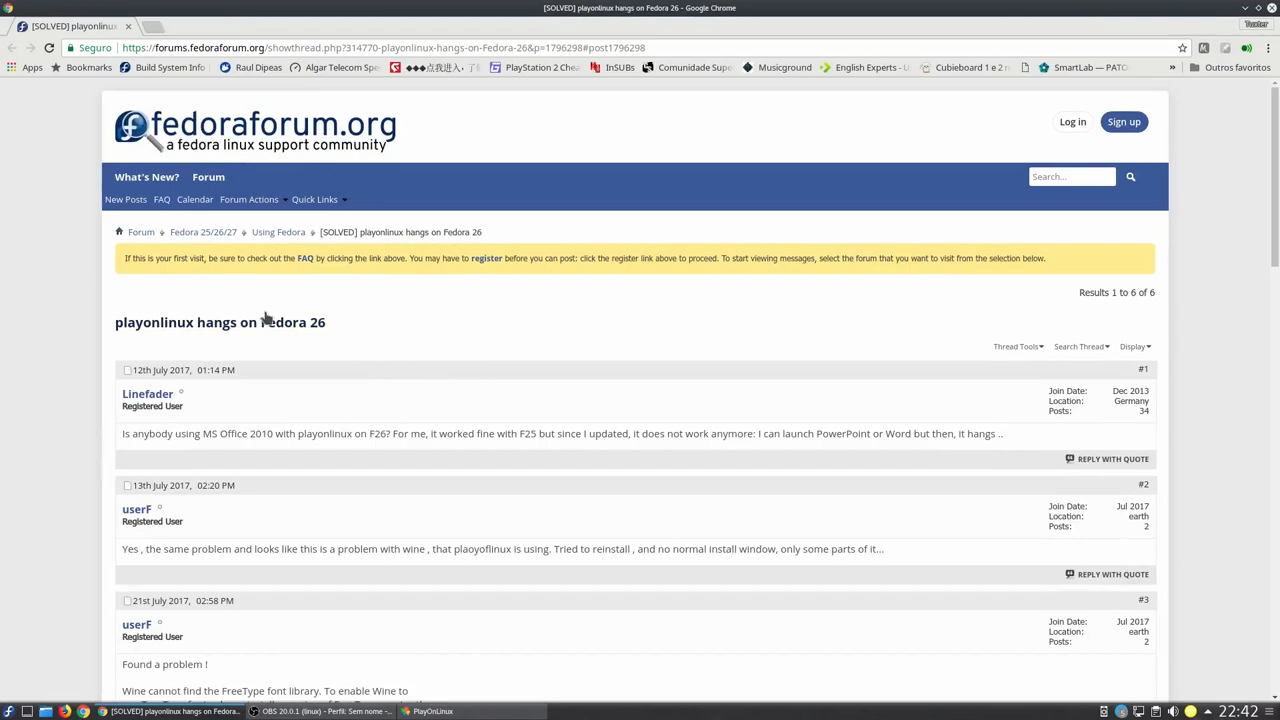 [SOLVED] playonlinux hangs on Fedora 26 - Google Chrome
[SOLVED] playonlinux
Tuxter
Seguro
https://forums.fedoraforum.org/showthread.php?314770-playonlinux-hangs-on-Fedora-26&p=1796298#post1796298
Apps Bookmarks Build System Info Raul Dipeas Algar Telecom Spe ◆◆◆点我进入 PlayStation 2 Chea InSUBs Comunidade Supe Musicground English Experts - U Cubieboard 1 e 2 SmartLab — PATO » Outros favoritos
fedoraforum.org
a fedora linux support community
Log in Sign up
What's New? Forum Search...
New Posts FAQ Calendar Forum Actions Quick Links
Forum Fedora 25/26/27 Using Fedora [SOLVED] playonlinux hangs on Fedora 26
If this is your first visit, be sure to check out the FAQ by clicking the link above. You may have to register before you can post: click the register link above to proceed. To start viewing messages, select the forum that you want to visit from the selection below.
Results 1 to 6 of 6
playonlinux hangs on Fedora 26
Thread Tools Search Thread Display
12th July 2017, 01:14 PM #1
Linefader
Registered User
Join Date: Dec 2013
Location: Germany
Posts: 34
Is anybody using MS Office 2010 with playonlinux on F26? For me, it worked fine with F25 but since I updated, it does not work anymore: I can launch PowerPoint or Word but then, it hangs ..
REPLY WITH QUOTE
13th July 2017, 02:20 PM #2
userF
Registered User
Join Date: Jul 2017
Location: earth
Posts: 2
Yes , the same problem and looks like this is a problem with wine , that plaoyoflinux is using. Tried to reinstall , and no normal install window, only some parts of it...
REPLY WITH QUOTE
21st July 2017, 02:58 PM #3
userF
Registered User
Join Date: Jul 2017
Location: earth
Posts: 2
Found a problem !
Wine cannot find the FreeType font library. To enable Wine to
[SOLVED] playonlinux hangs on Fedora... OBS 20.0.1 (linux) - Perfil: Sem nome -... PlayOnLinux 22:42